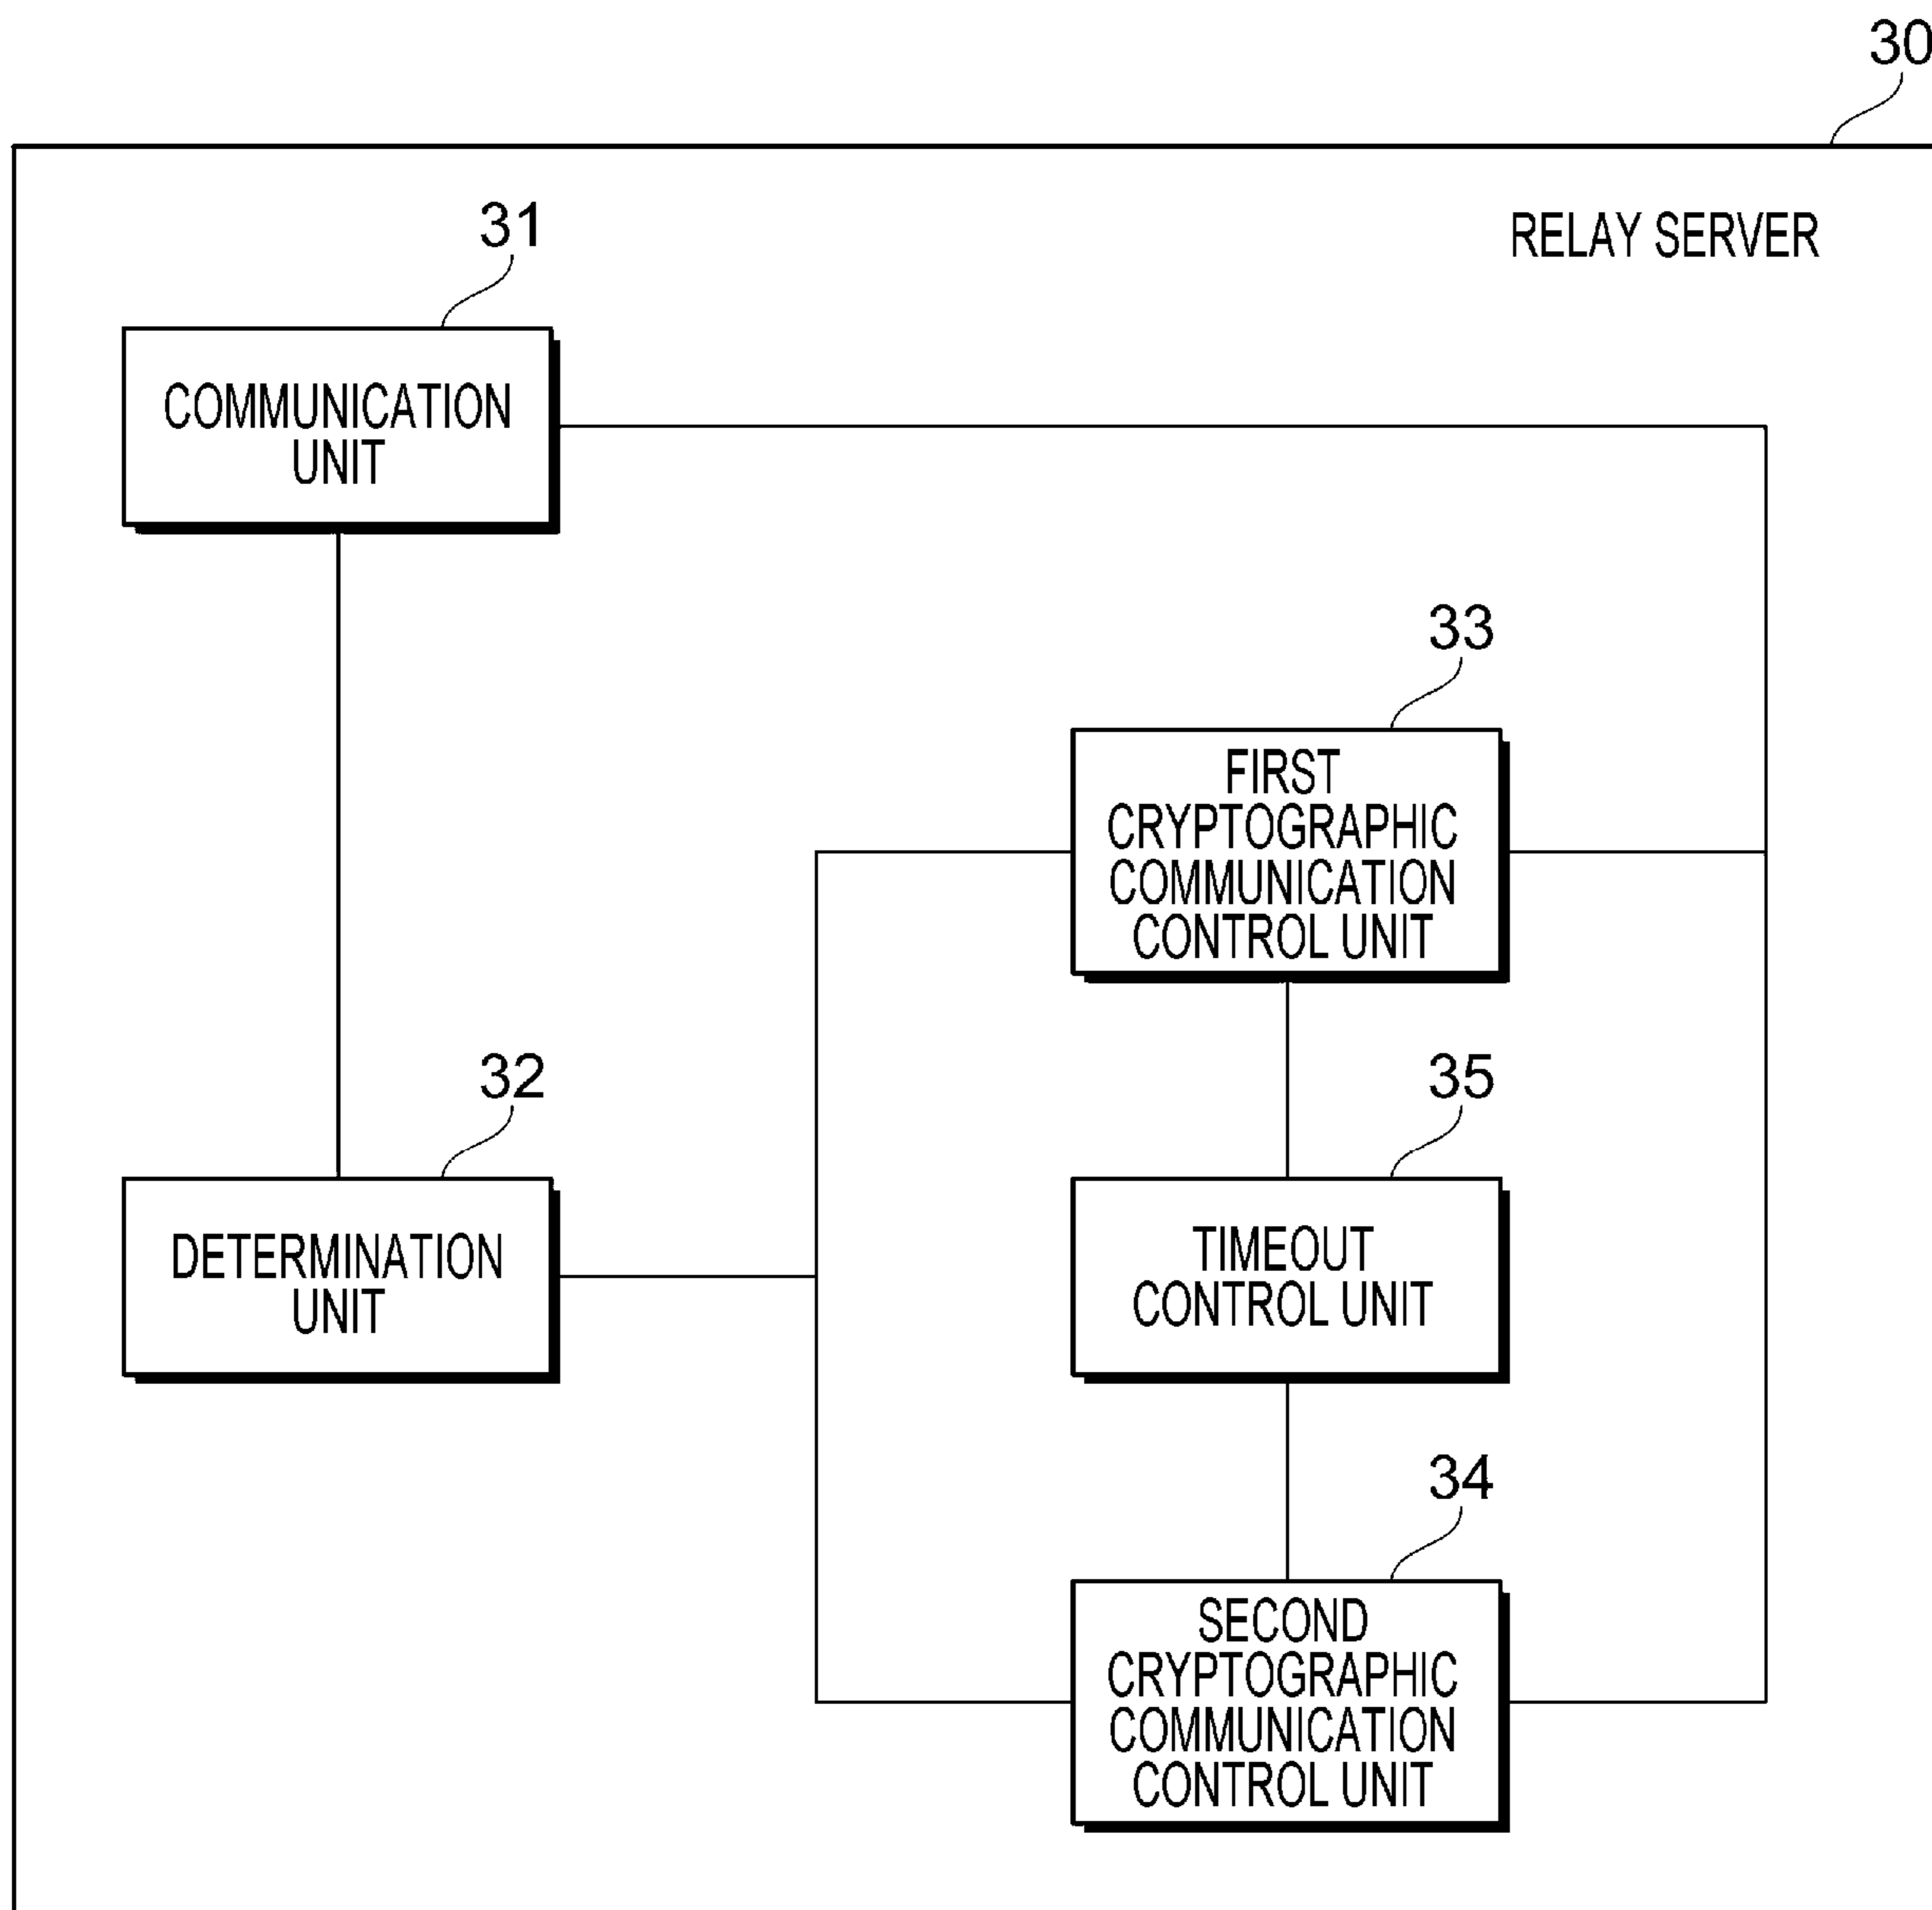 30
RELAY SERVER
31
COMMUNICATION
UNIT
33
FIRST
CRYPTOGRAPHIC
COMMUNICATION
CONTROL UNIT
32
DETERMINATION
UNIT
35
TIMEOUT
CONTROL UNIT
34
SECOND
CRYPTOGRAPHIC
COMMUNICATION
CONTROL UNIT